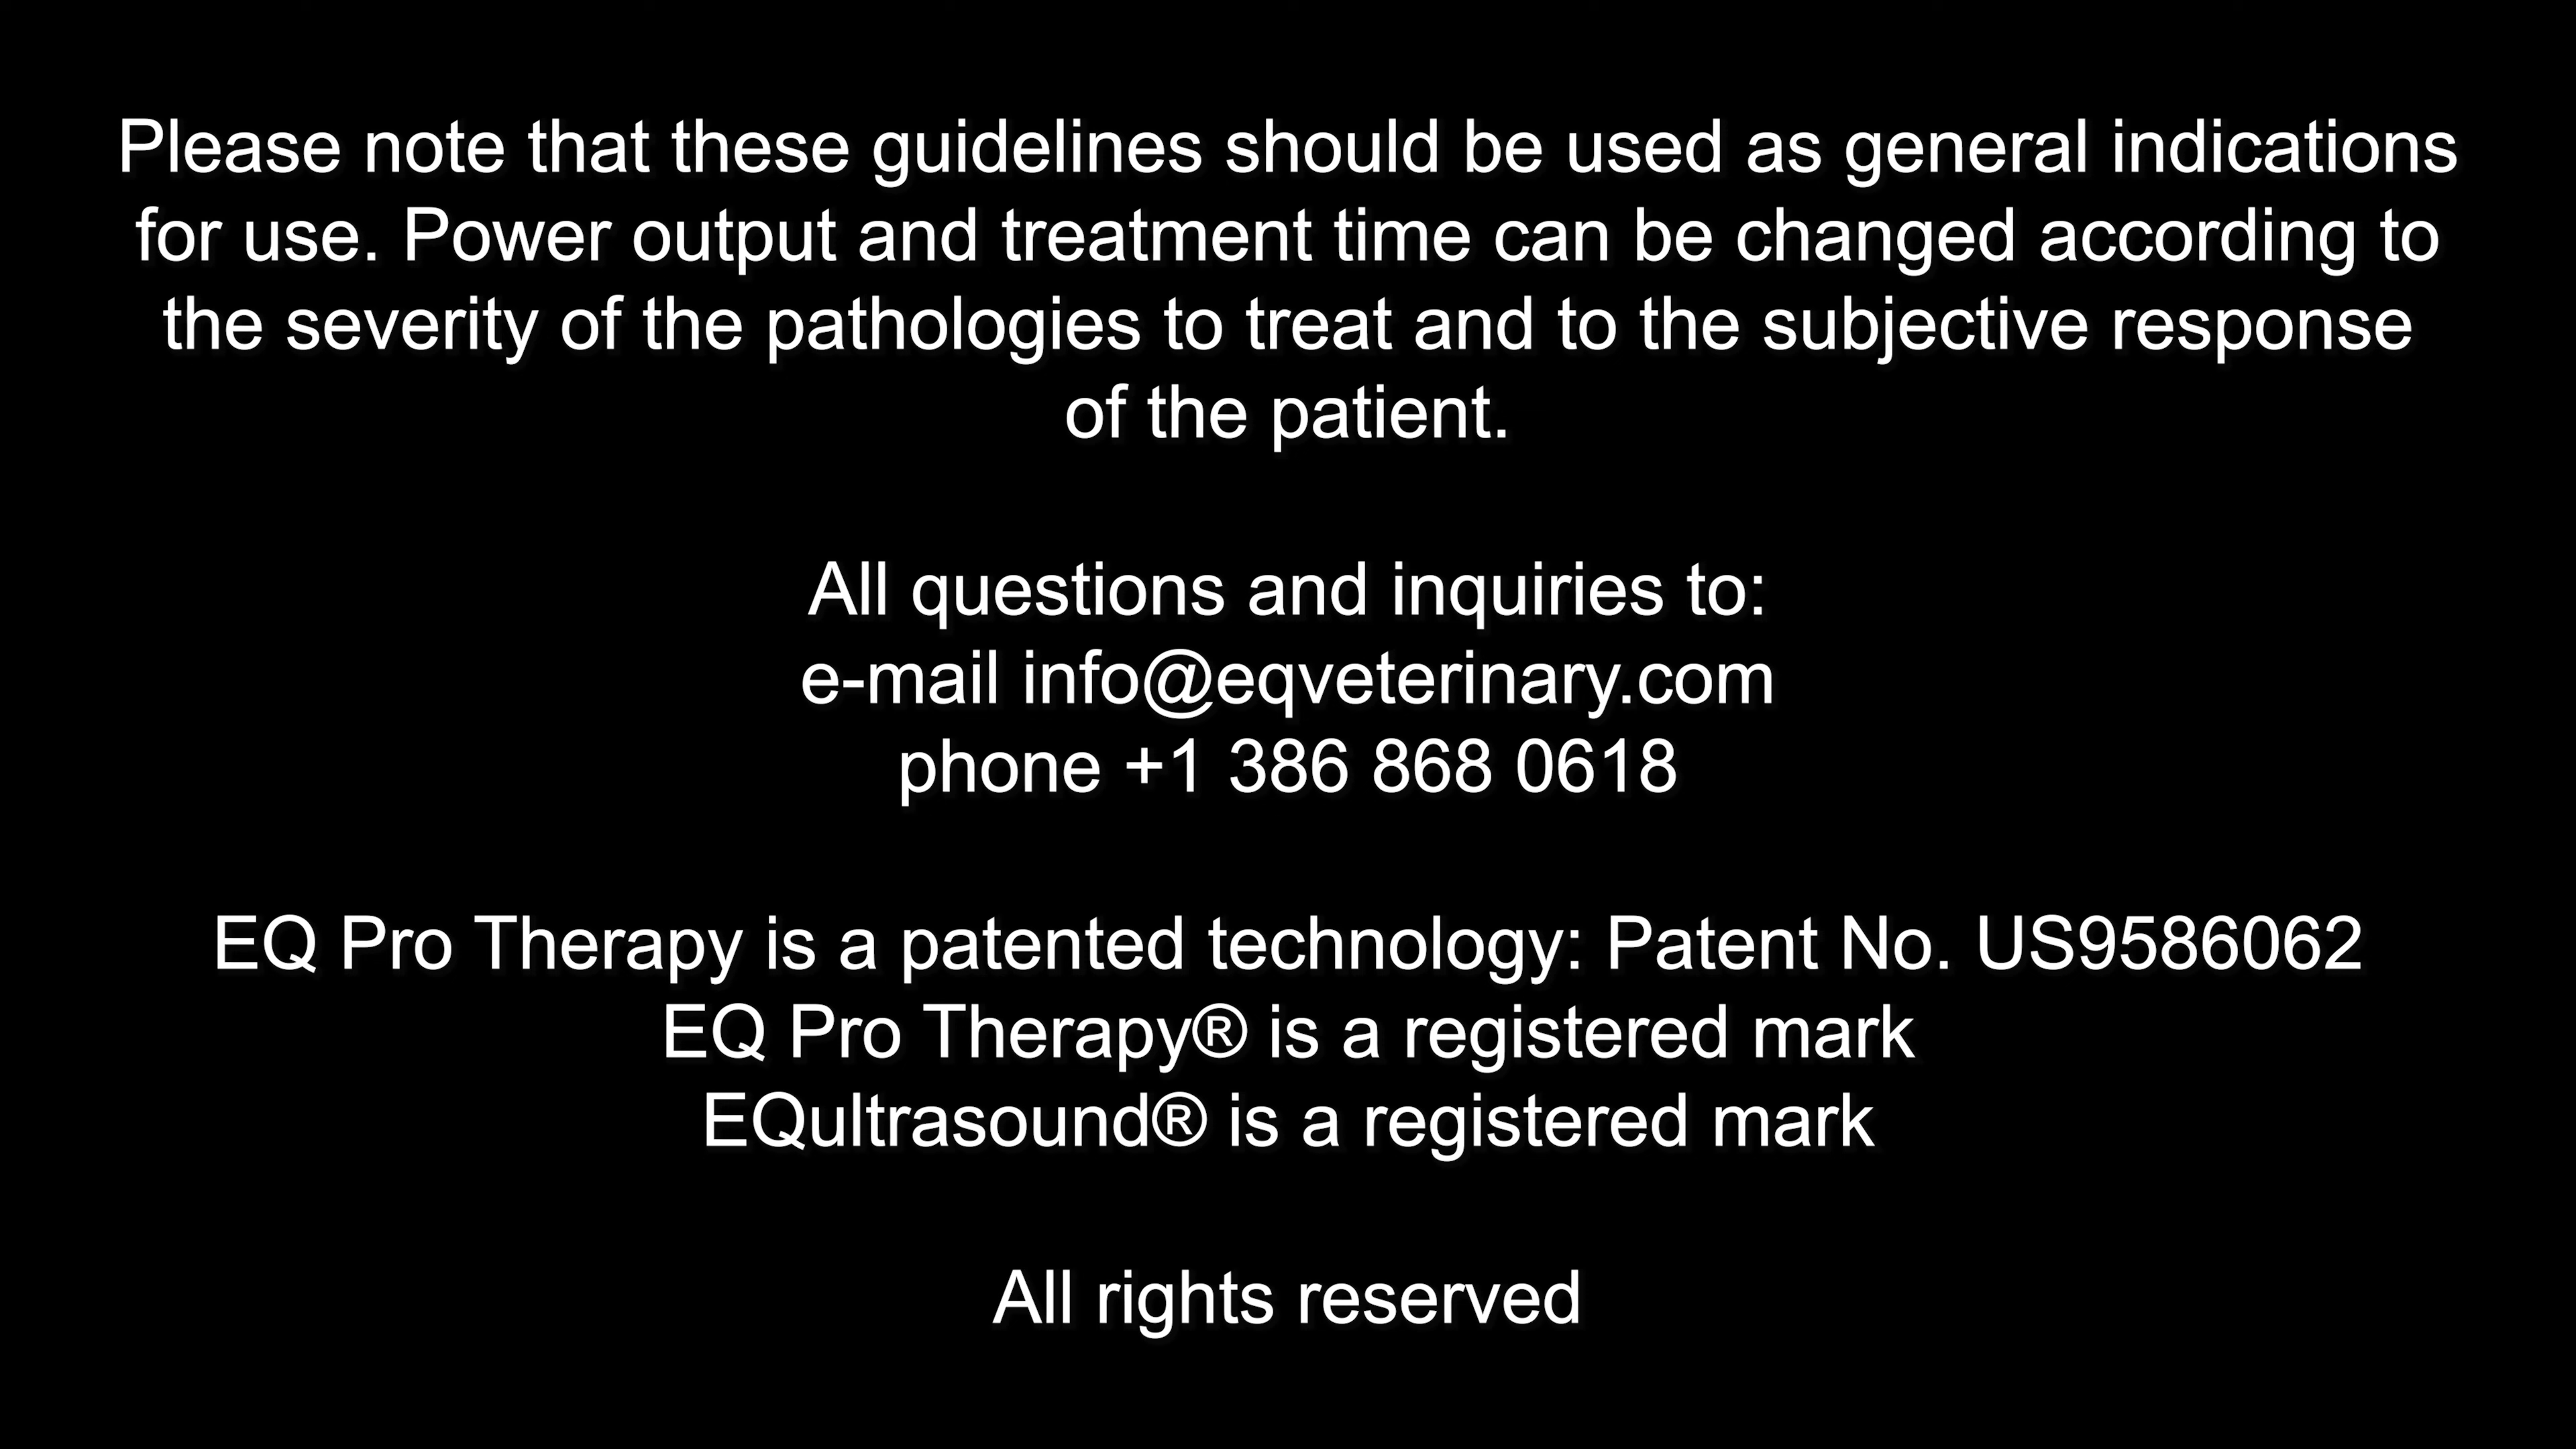 Please note that these guidelines should be used as general indications
for use. Power output and treatment time can be changed according to
the severity of the pathologies to treat and to the subjective response
of the patient.
All questions and inquiries to:
e-mail info@eqveterinary.com
phone +1 386 868 0618
EQ Pro Therapy is a patented technology: Patent No. US9586062
EQ Pro Therapy® is a registered mark
EQultrasound® is a registered mark
All rights reserved